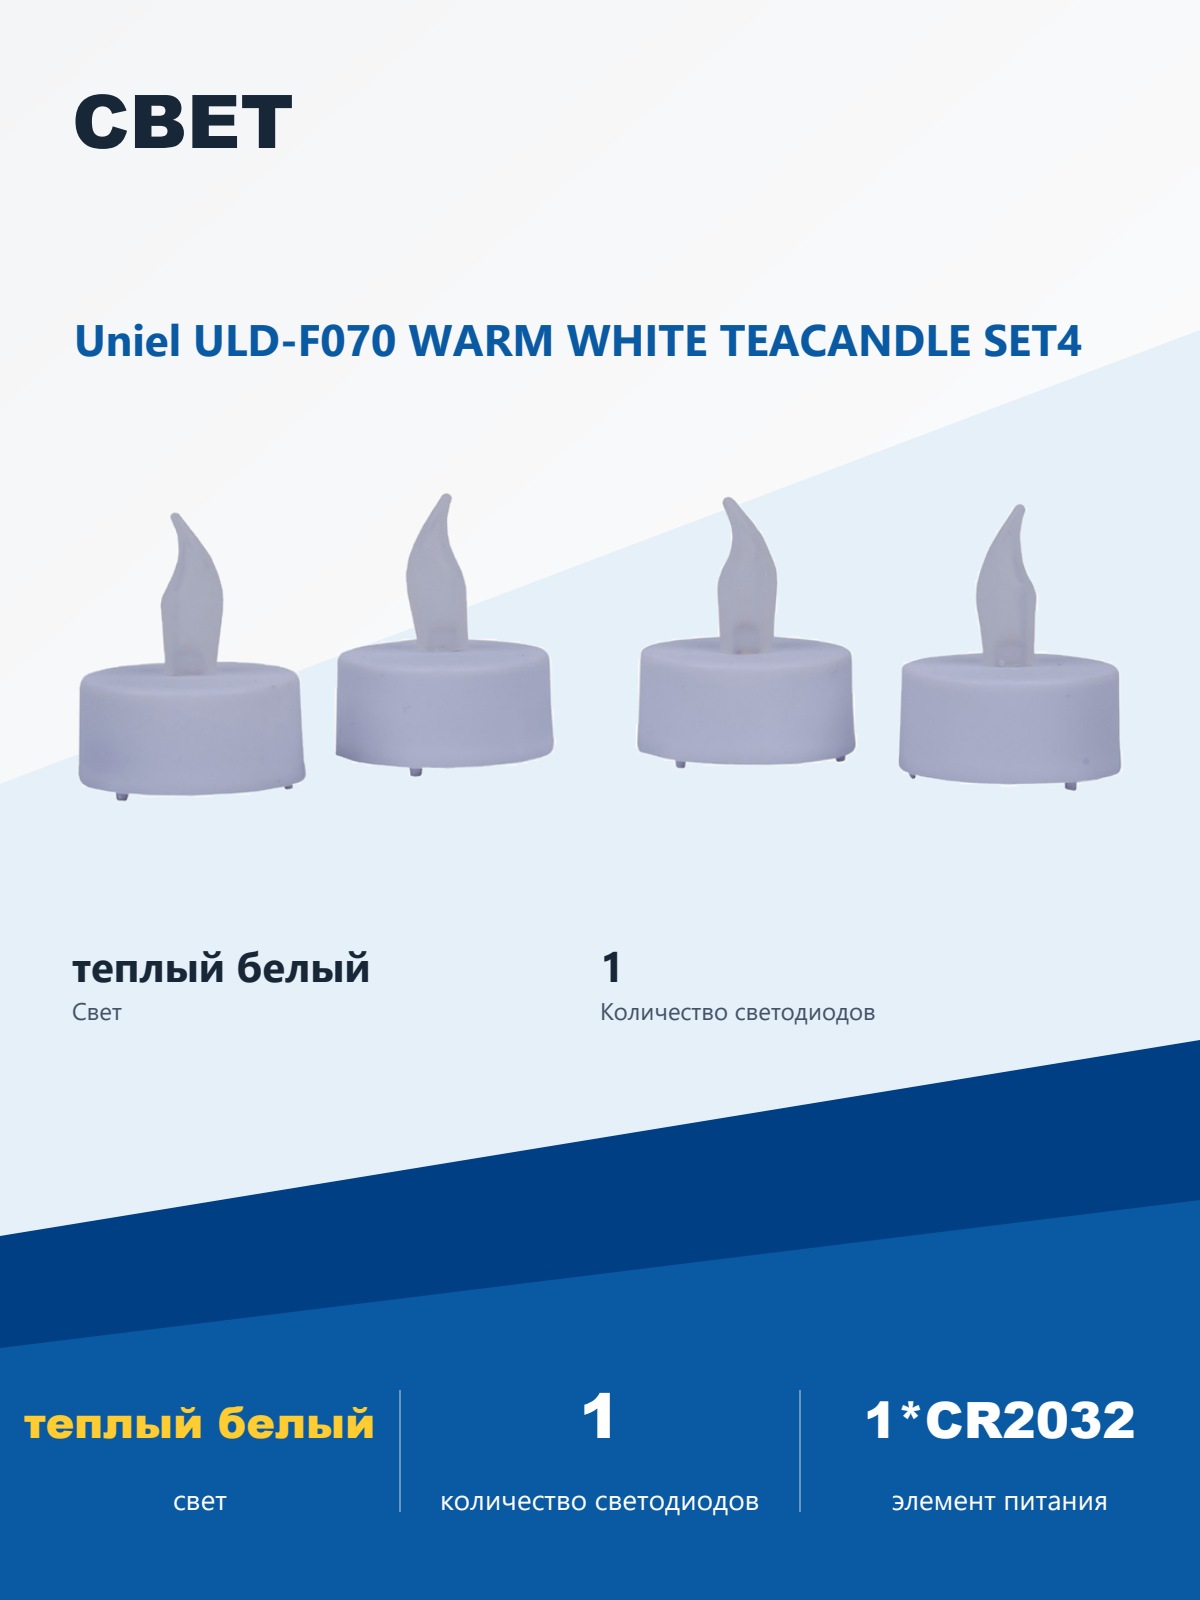 СВЕТ
Uniel ULD-F070 WARM WHITE TEACANDLE SET4
теплый белый
Свет
1
Количество светодиодов
теплый белый
свет
1
количество светодиодов
1*CR2032
элемент питания